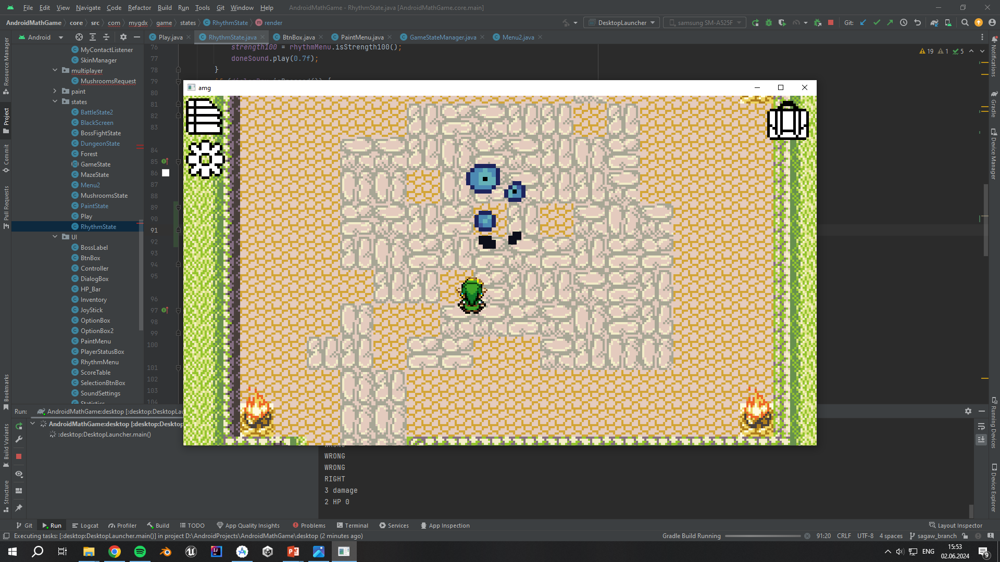 File Edit View Navigate Code Refactor Build Run Tools Git Window Help AndroidMathGame - RhythmState.java [AndroidMathGame.core.main]
AndroidMathGame core src com mygdx game states RhythmState render DesktopLauncher samsung SM-A525F Git:
Android Play.java RhythmState.java BtnBox.java PaintMenu.java GameStateManager.java Menu2.java
Resource Manager
Project
Commit
Pull Requests
Bookmarks
Build Variants
Structure
MyContactListener
SkinManager
multiplayer
MushroomsRequest
paint
states
BattleState2
BlackScreen
BossFightState
DungeonState
Forest
GameState
MazeState
Menu2
MushroomsState
PaintState
Play
RhythmState
UI
BossLabel
BtnBox
Controller
DialogBox
HP_Bar
Inventory
JoyStick
OptionBox
OptionBox2
PaintMenu
PlayerStatusBox
RhythmMenu
ScoreTable
SelectionBtnBox
SoundSettings
Statistics
76 strength100 = rhythmMenu.isStrength100();
77 doneSound.play(0.7f);
78 }
79
80
81
82
83
84
85
86
87
88
89
90
91
92
93
94
95
96
97
98
99
100
101
102
103
104
19 1 5
amg
Notifications
Gradle
Device Manager
Running Devices
Device Explorer
Run: AndroidMathGame:desktop [:desktop:DesktopLau
AndroidMathGame:desktop [:desktop:Desktop
:desktop:DesktopLauncher.main()
WRONG
WRONG
WRONG
RIGHT
3 damage
2 HP 0
Git Run Logcat Profiler Build TODO App Quality Insights Problems Terminal Services App Inspection Layout Inspector
Executing tasks: [:desktop:DesktopLauncher.main()] in project D:\AndroidProjects\AndroidMathGame\desktop (2 minutes ago) Gradle Build Running 91:20 CRLF UTF-8 4 spaces sagaw_branch
ENG 15:53
02.06.2024
9